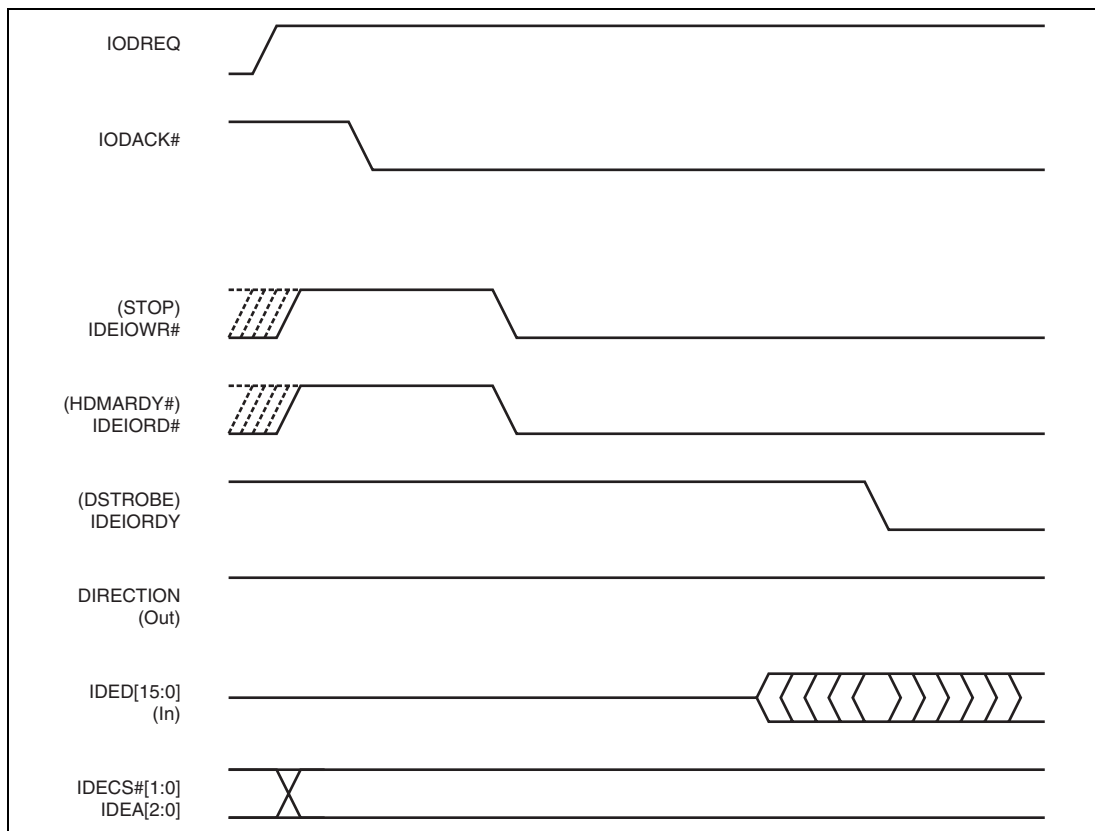 IODREQ
IODACK#
(STOP)
IDEIOWR#
(HDMARDY#)
IDEIORD#
(DSTROBE)
IDEIORDY
DIRECTION
(Out)
IDED[15:0]
(In)
IDECS#[1:0]
IDEA[2:0]